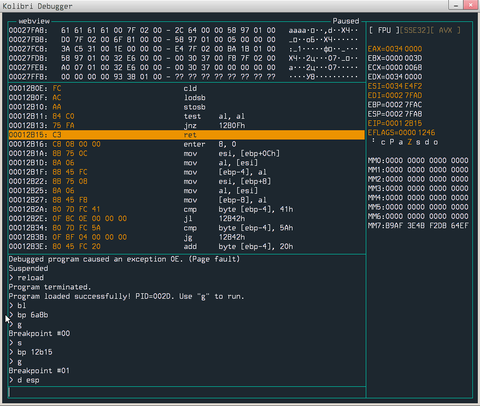 Kolibri Debugger
webview
Paused
[ FPU ][SSE32][ AVX ]
00027FAB: 61 61 61 61 00 7F 02 00 - 2C 64 00 00 58 97 01 00
00027FBB: D0 7F 02 00 6F 81 00 00 - 58 97 01 00 05 00 00 00
00027FCB: 3A C5 31 00 1E 00 00 00 - E4 7F 02 00 BA 1B 01 00
00027FDB: 58 97 01 00 32 E6 00 00 - 00 30 37 00 F8 7F 02 00
00027FEB: A0 A7 01 00 32 E6 00 00 - 00 30 37 00 00 00 00 00
00027FFB: 00 00 00 00 93 3B 01 00 - ?? ?? ?? ?? ?? ?? ?? ??
EAX=0034 0000
EBX=0000 003D
ECX=0000 006B
EDX=0000 0000
ESI=0034 E4F2
EDI=0002 7FAD
EBP=0002 7FAC
ESP=0002 7FAB
EIP=0001 2B15
EFLAGS=0000 1246
c P a Z s d o
00012B0E: FC cld
00012B0F: AC lodsb
00012B10: AA stosb
00012B11: 84 C0 test al, al
00012B13: 75 FA jnz 12B0Fh
00012B15: C3 ret
00012B16: C8 08 00 00 enter 8, 0
00012B1A: 8B 75 0C mov esi, [ebp+0Ch]
00012B1D: 8A 06 mov al, [esi]
00012B1F: 88 45 FC mov [ebp-4], al
00012B22: 8B 75 08 mov esi, [ebp+8]
00012B25: 8A 06 mov al, [esi]
00012B27: 88 45 F8 mov [ebp-8], al
00012B2A: 80 7D FC 41 cmp byte [ebp-4], 41h
00012B2E: 0F 8C 0E 00 00 00 jl 12B42h
00012B34: 80 7D FC 5A cmp byte [ebp-4], 5Ah
00012B38: 0F 8F 04 00 00 00 jg 12B42h
00012B3E: 80 45 FC 20 add byte [ebp-4], 20h
MM0:0000 0000 0000 0000
MM1:0000 0000 0000 0000
MM2:0000 0000 0000 0000
MM3:0000 0000 0000 0000
MM4:0000 0000 0000 0000
MM5:0000 0000 0000 0000
MM6:0000 0000 0000 0000
MM7:B9AF 3E4B F2DB 64EF
Debugged program caused an exception 0E. (Page fault)
Suspended
> reload
Program terminated.
Program loaded successfully! PID=002D. Use "g" to run.
> bl
> bp 6a8b
> g
Breakpoint #00
> s
> bp 12b15
> g
Breakpoint #01
> d esp